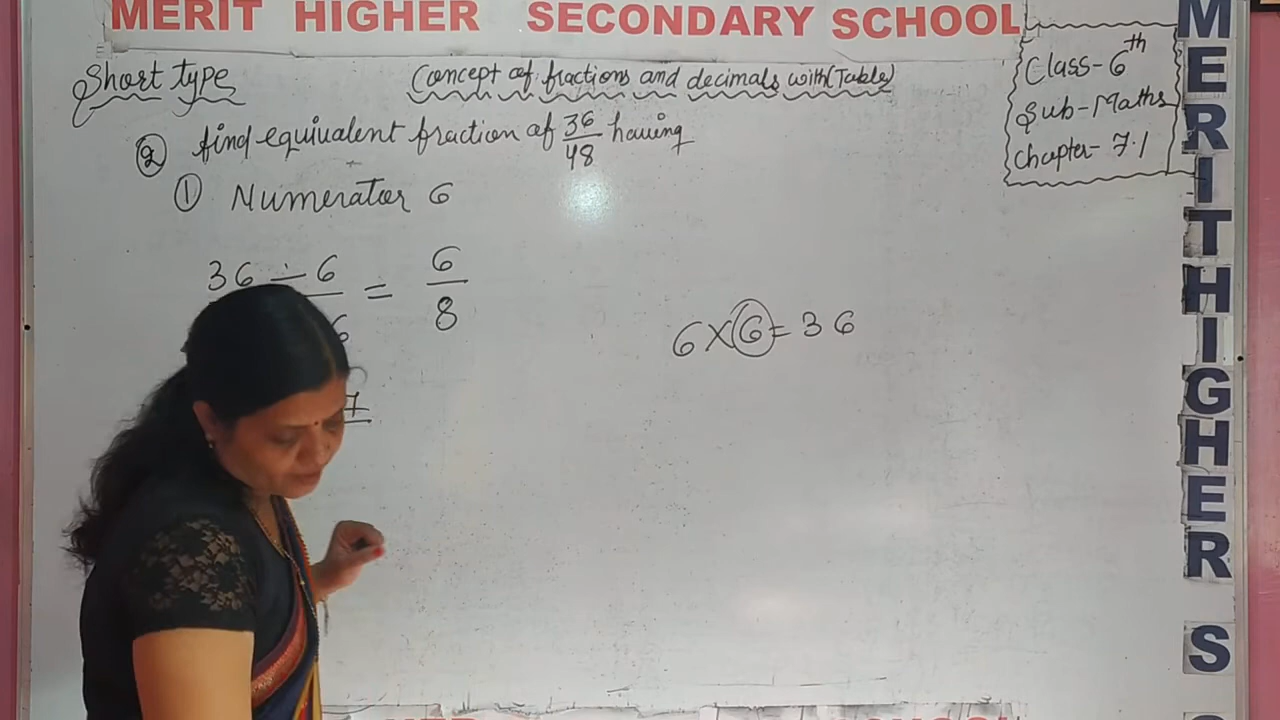 MERIT HIGHER SECONDARY SCHOOL
Short type
Concept of fractions and decimals with (Table)
Class-6th
Sub-Maths
Chapter-7.1
② find equivalent fraction of 36/48 having
① Numerator 6
36 ÷ 6
6
= 6/8
6×6=36
7
MERIT HIGHER S